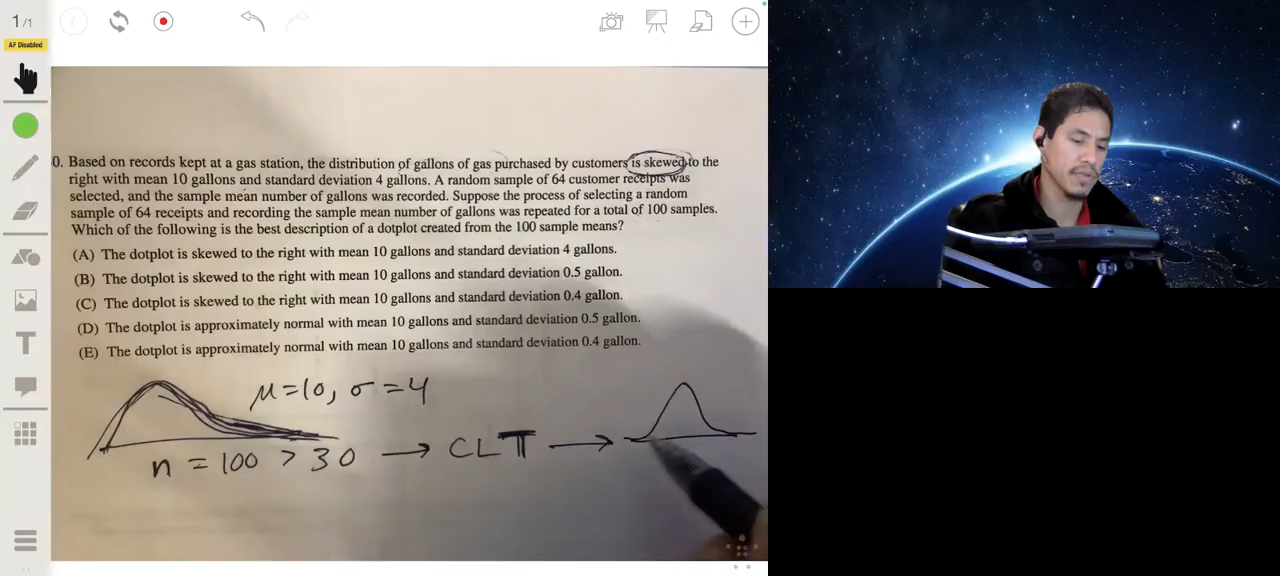 1/1
AF Disabled
0. Based on records kept at a gas station, the distribution of gallons of gas purchased by customers is skewed to the
right with mean 10 gallons and standard deviation 4 gallons. A random sample of 64 customer receipts was
selected, and the sample mean number of gallons was recorded. Suppose the process of selecting a random
sample of 64 receipts and recording the sample mean number of gallons was repeated for a total of 100 samples.
Which of the following is the best description of a dotplot created from the 100 sample means?
(A) The dotplot is skewed to the right with mean 10 gallons and standard deviation 4 gallons.
(B) The dotplot is skewed to the right with mean 10 gallons and standard deviation 0.5 gallon.
(C) The dotplot is skewed to the right with mean 10 gallons and standard deviation 0.4 gallon.
(D) The dotplot is approximately normal with mean 10 gallons and standard deviation 0.5 gallon.
(E) The dotplot is approximately normal with mean 10 gallons and standard deviation 0.4 gallon.
μ=10, σ=4
n = 100 > 30 → CLT →
T